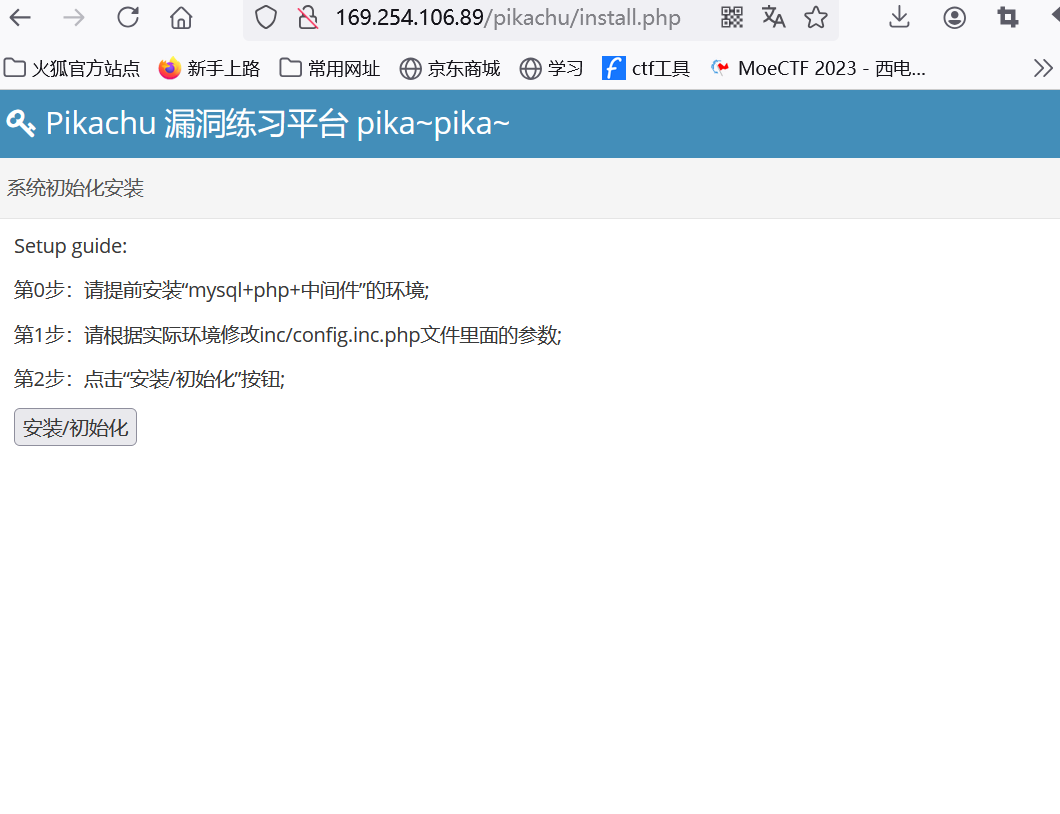 169.254.106.89/pikachu/install.php
火狐官方站点 新手上路 常用网址 京东商城 学习 ctf工具 MoeCTF 2023 - 西电...
Pikachu 漏洞练习平台 pika~pika~
系统初始化安装
Setup guide:
第0步：请提前安装“mysql+php+中间件”的环境;
第1步：请根据实际环境修改inc/config.inc.php文件里面的参数;
第2步：点击“安装/初始化”按钮;
安装/初始化